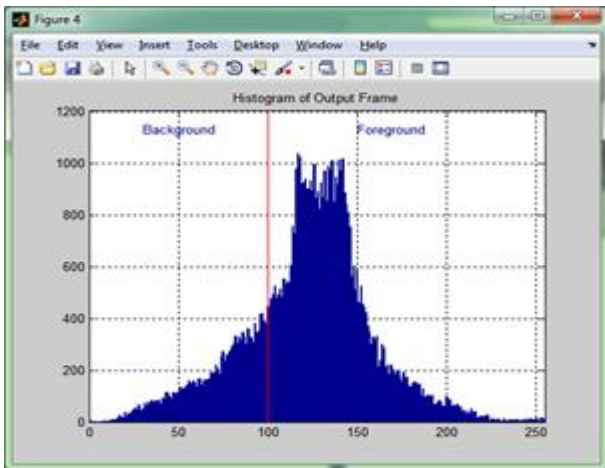 Figure 4
File Edit View Insert Tools Desktop Window Help
Histogram of Output Frame
1200
Background Foreground
1000
800
600
400
200
0
0 50 100 150 200 250